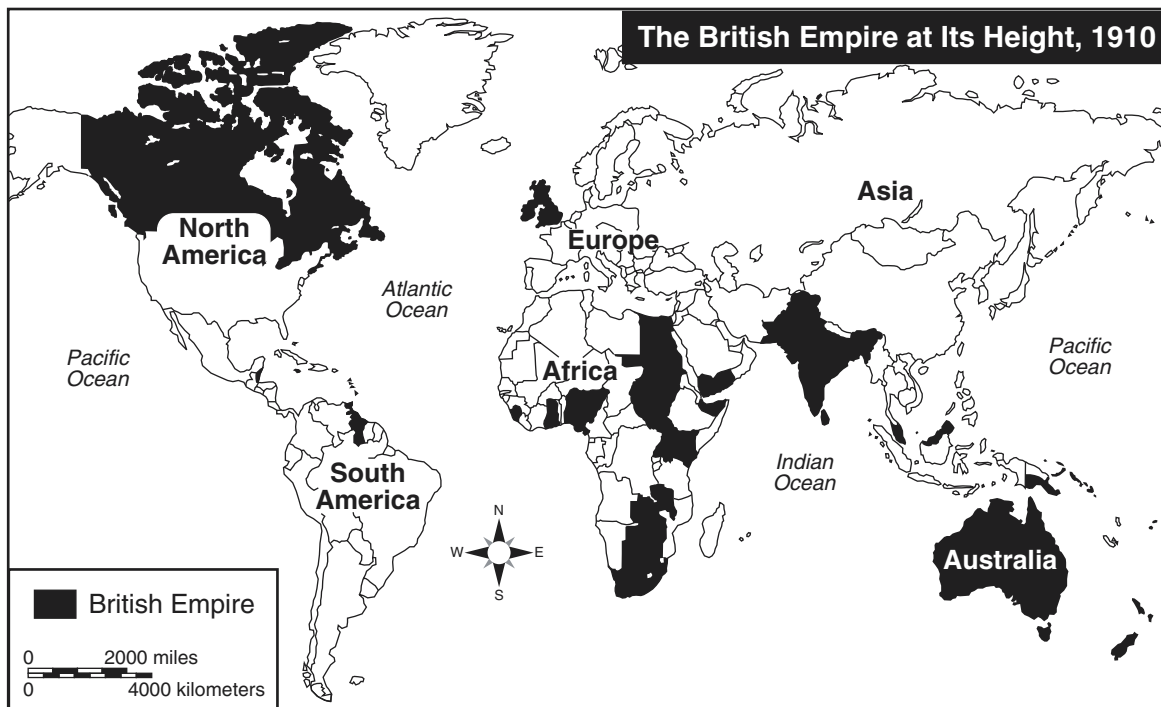 The British Empire at Its Height, 1910
North
America
Atlantic
Ocean
Pacific
Ocean
Europe
Asia
Africa
Pacific
Ocean
South
America
Indian
Ocean
Australia
N
W
E
S
British Empire
0 2000 miles
0 4000 kilometers